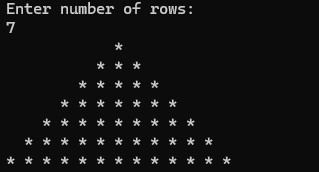 Enter number of rows:
7
            *
          * * *
        * * * * *
      * * * * * * *
    * * * * * * * * *
  * * * * * * * * * * *
* * * * * * * * * * * * *